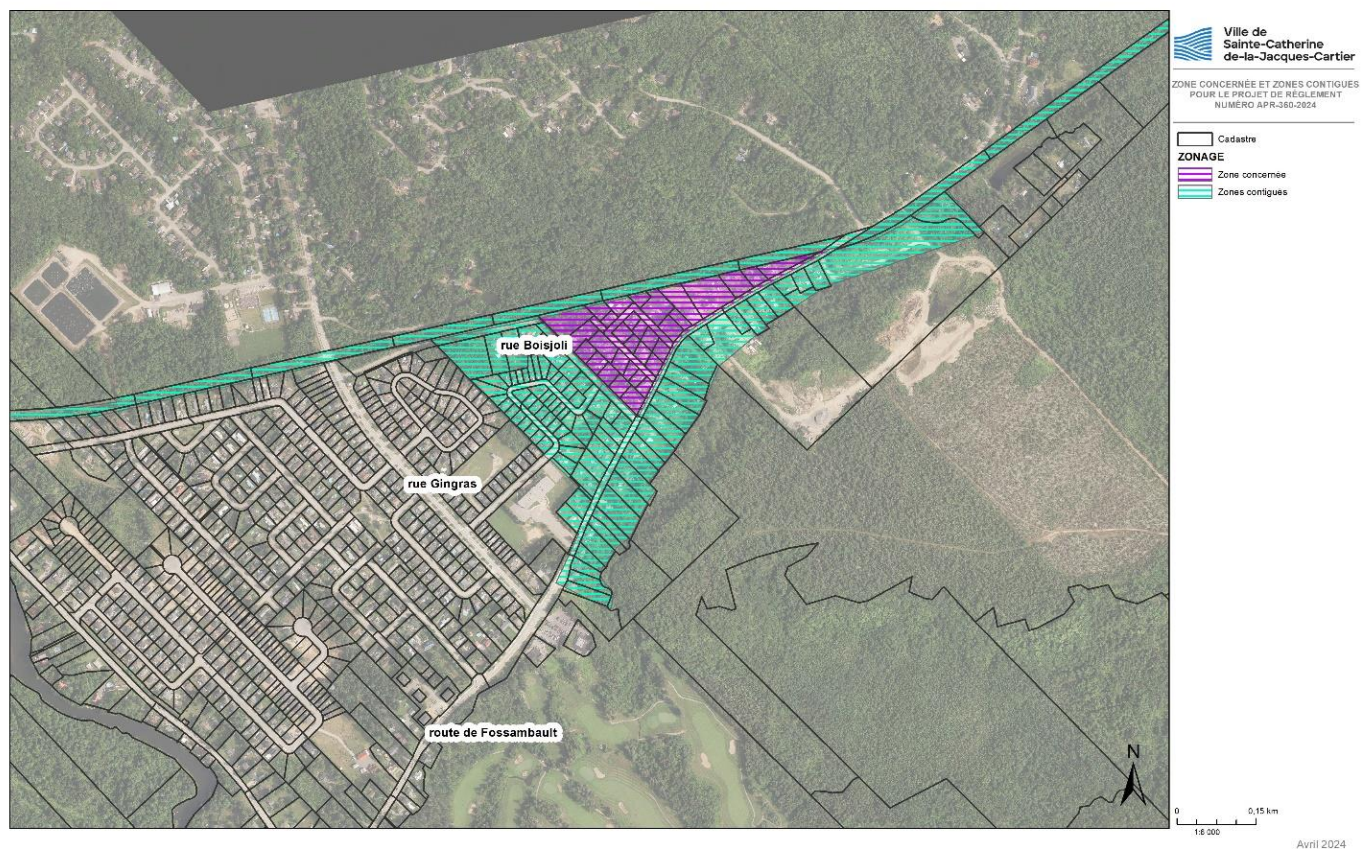 Ville de
Sainte-Catherine
de-la-Jacques-Cartier
ZONE CONCERNÉE ET ZONES CONTIGUËS
POUR LE PROJET DE RÈGLEMENT
NUMÉRO APR-360-2024
Cadastre
ZONAGE
Zone concernée
Zones contiguës
rue Boisjoli
rue Gingras
route de Fossambault
N
0 0,15 km
1:6 000
Avril 2024